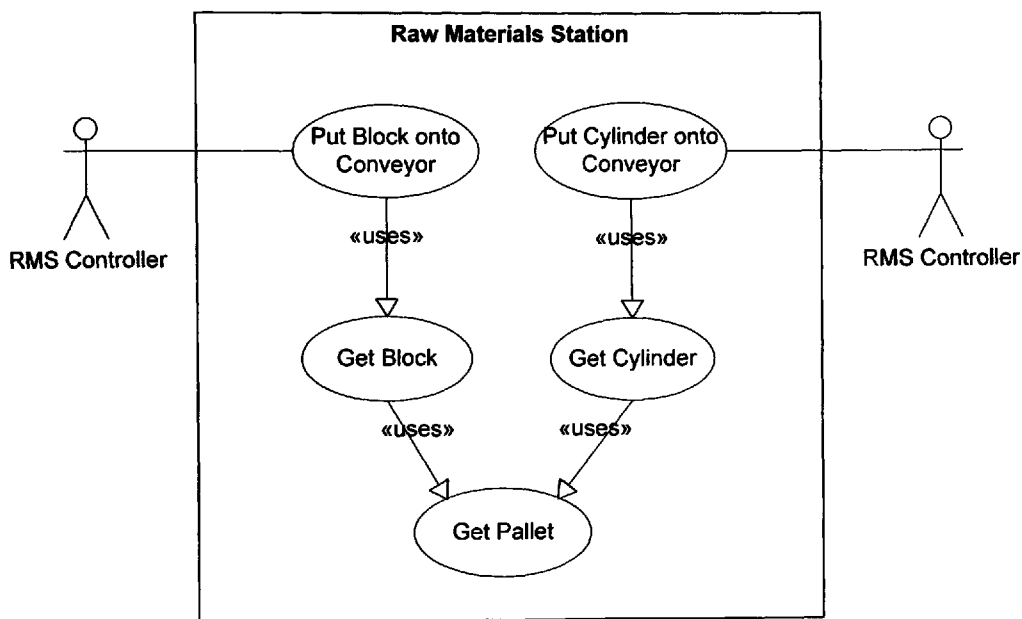 Raw Materials Station
Put Block onto
Conveyor
Put Cylinder onto
Conveyor
RMS Controller
RMS Controller
«uses»
«uses»
Get Block
Get Cylinder
«uses»
«uses»
Get Pallet